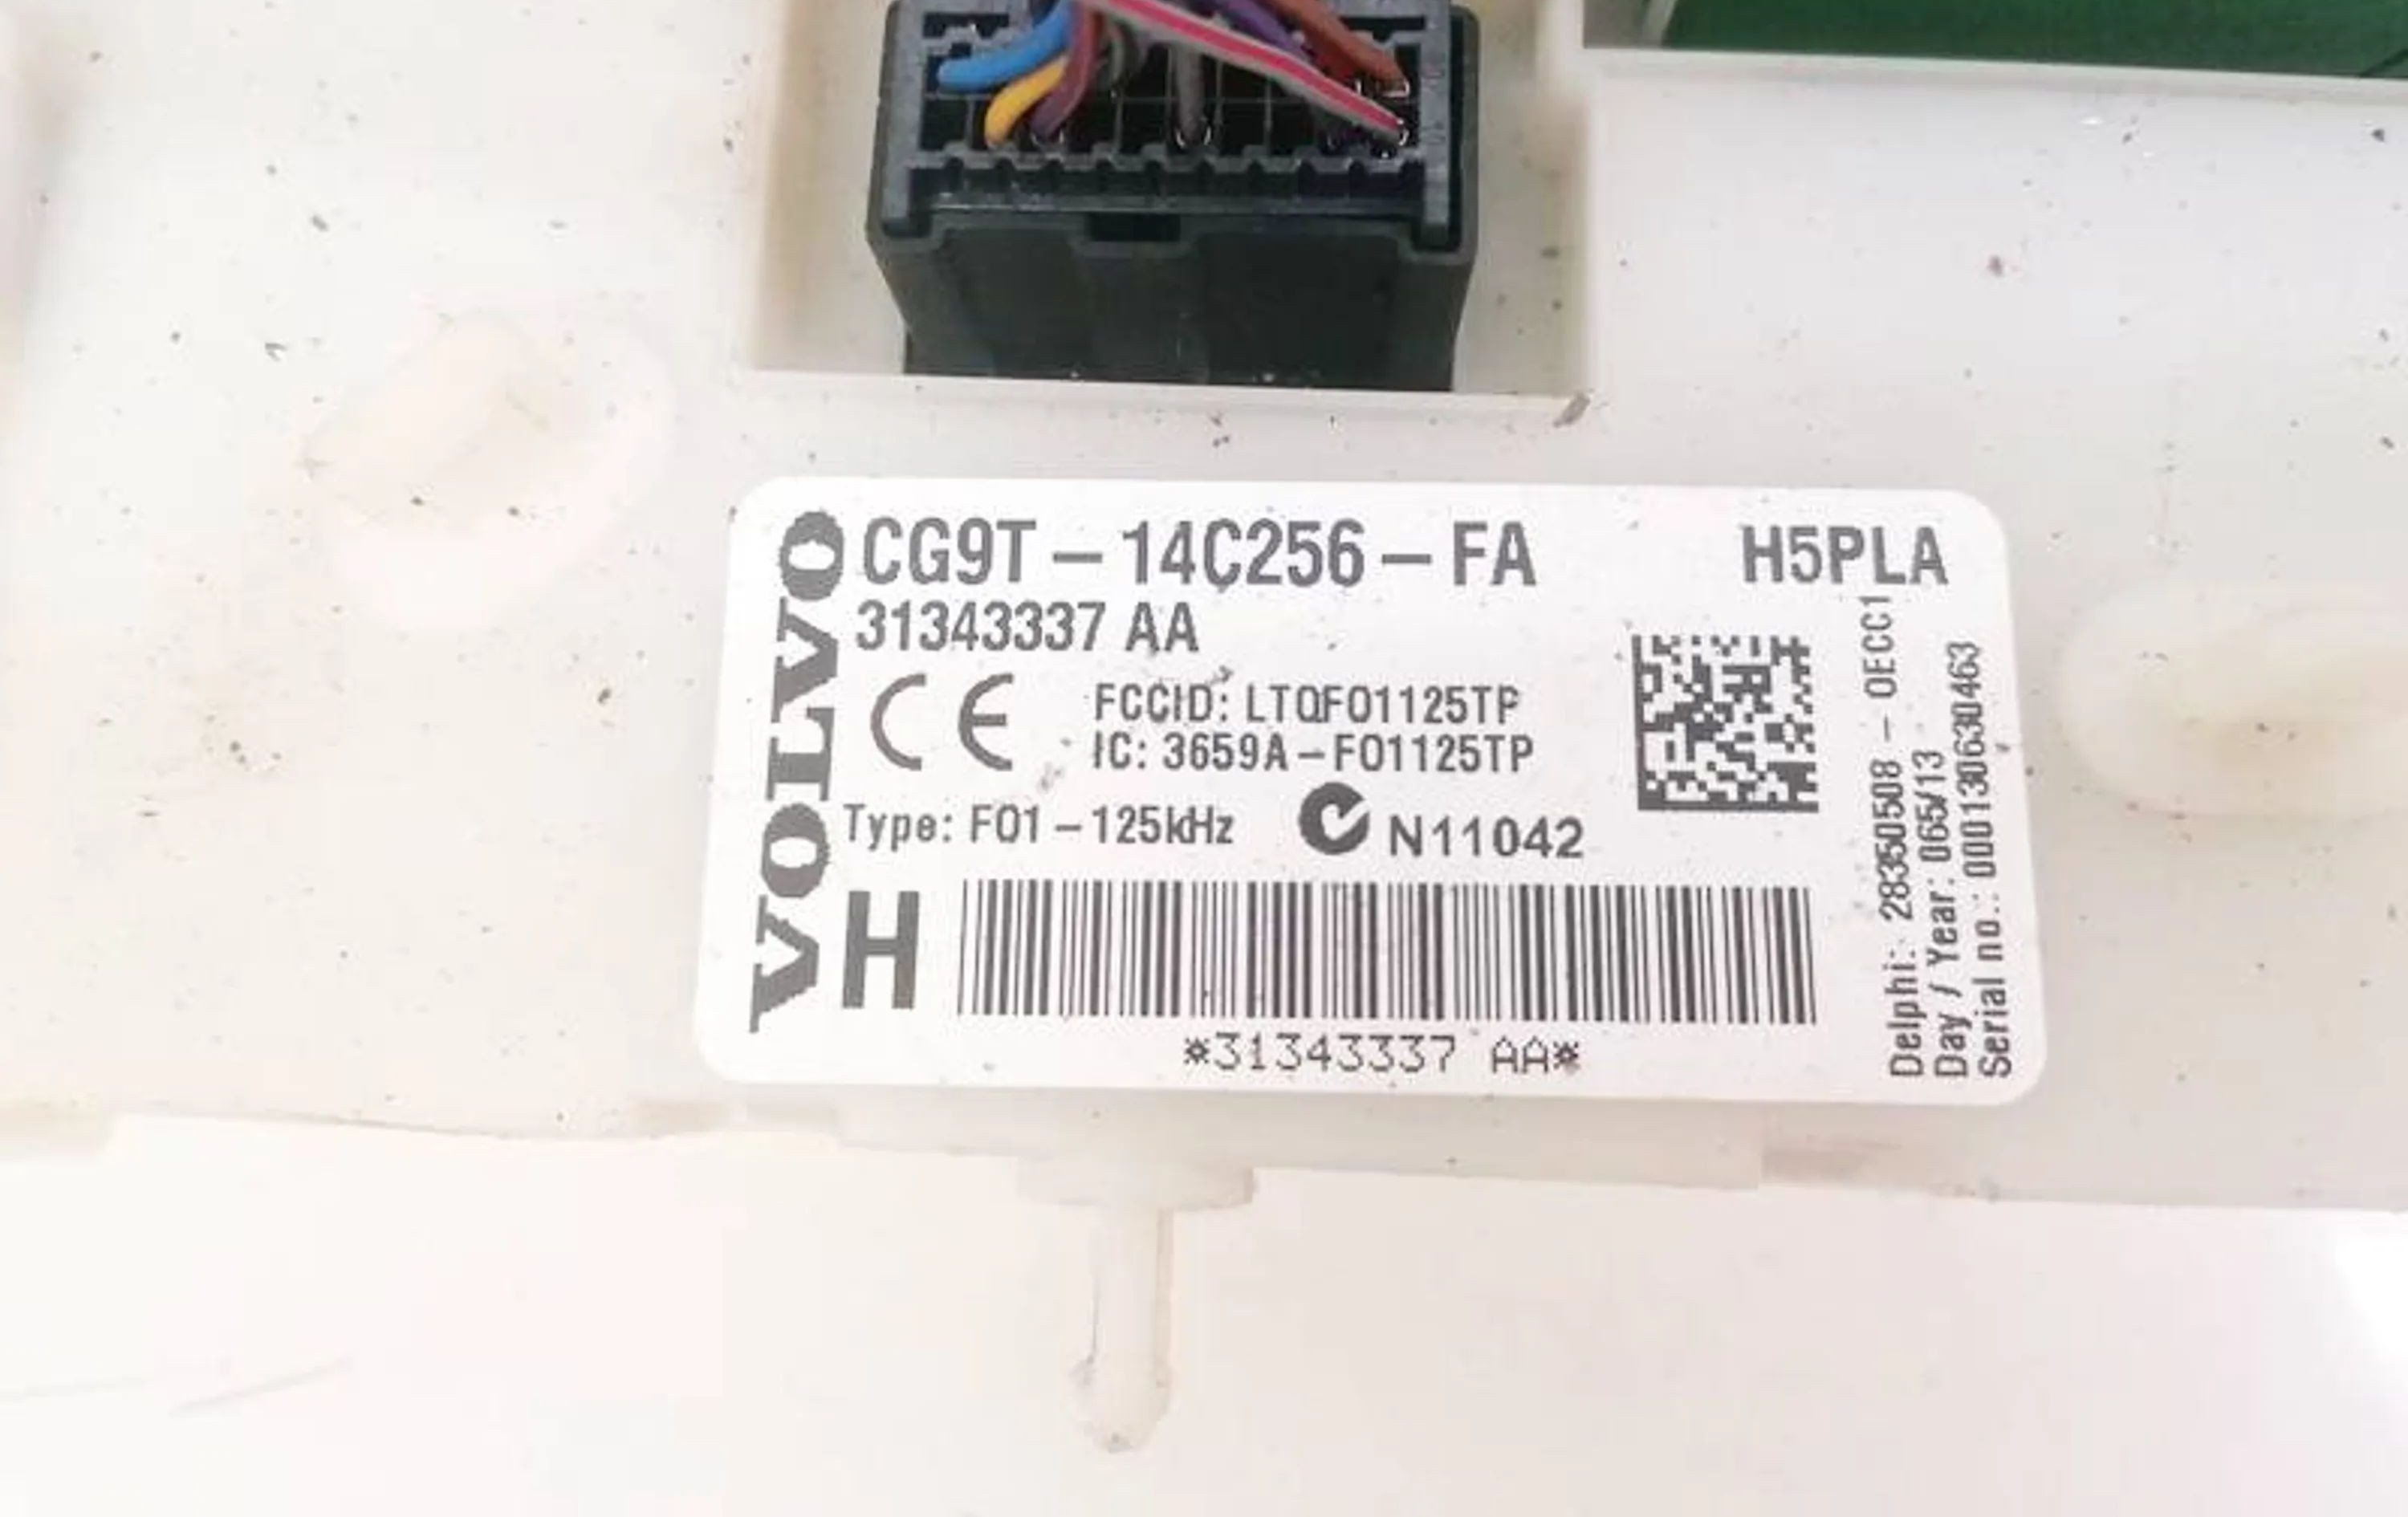 VOLVO
CG9T – 14C256 – FA
H5PLA
31343337 AA
CE
FCCID: LTQFO1125TP
IC: 3659A – FO1125TP
Type: FO1 – 125kHz
N11042
H
*31343337 AA*
Delphi: 28350508 – 0ECC1
Day / Year: 065/13
Serial no.: 0001306630463